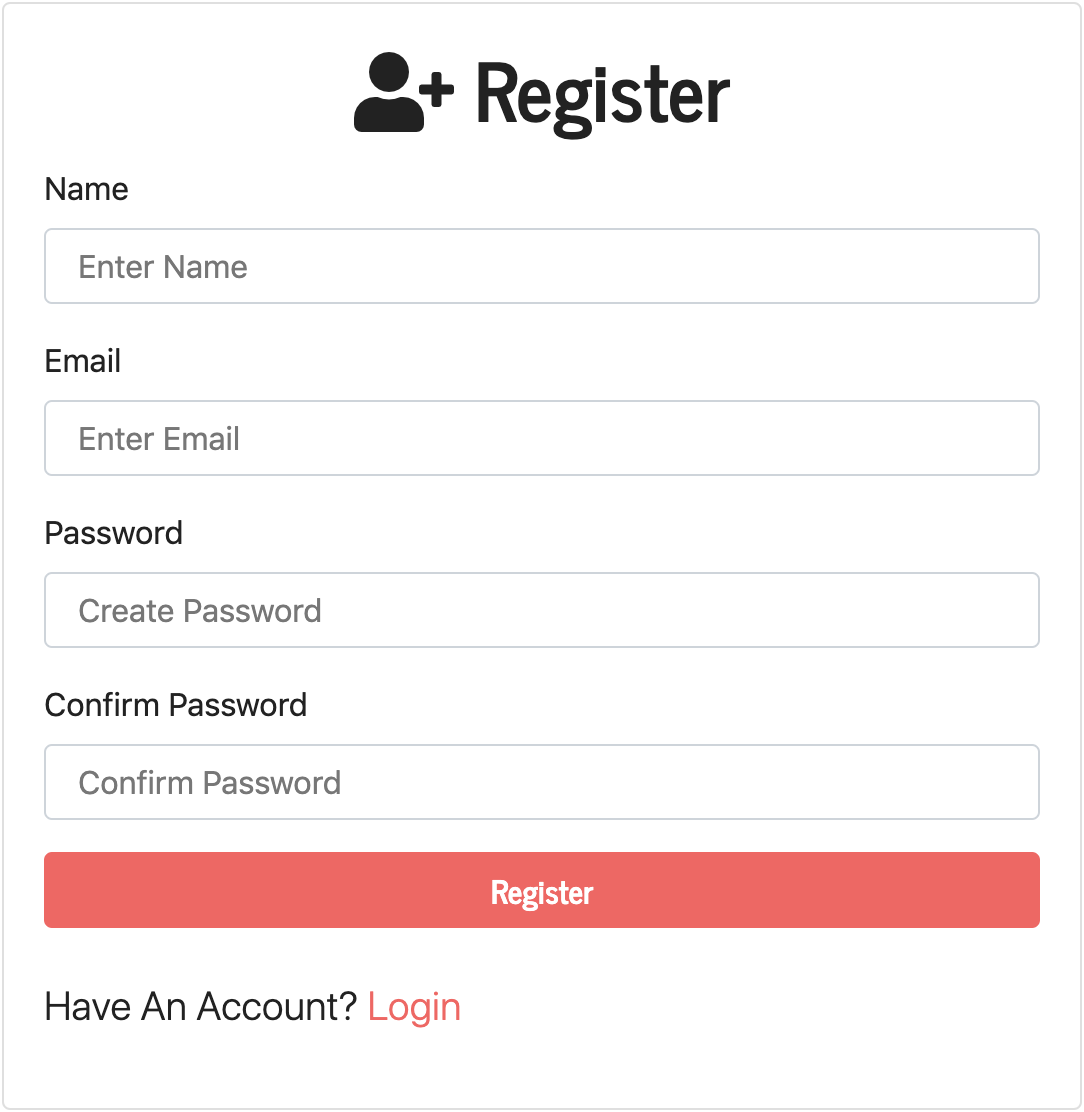 Register
Name
Enter Name
Email
Enter Email
Password
Create Password
Confirm Password
Confirm Password
Register
Have An Account? Login